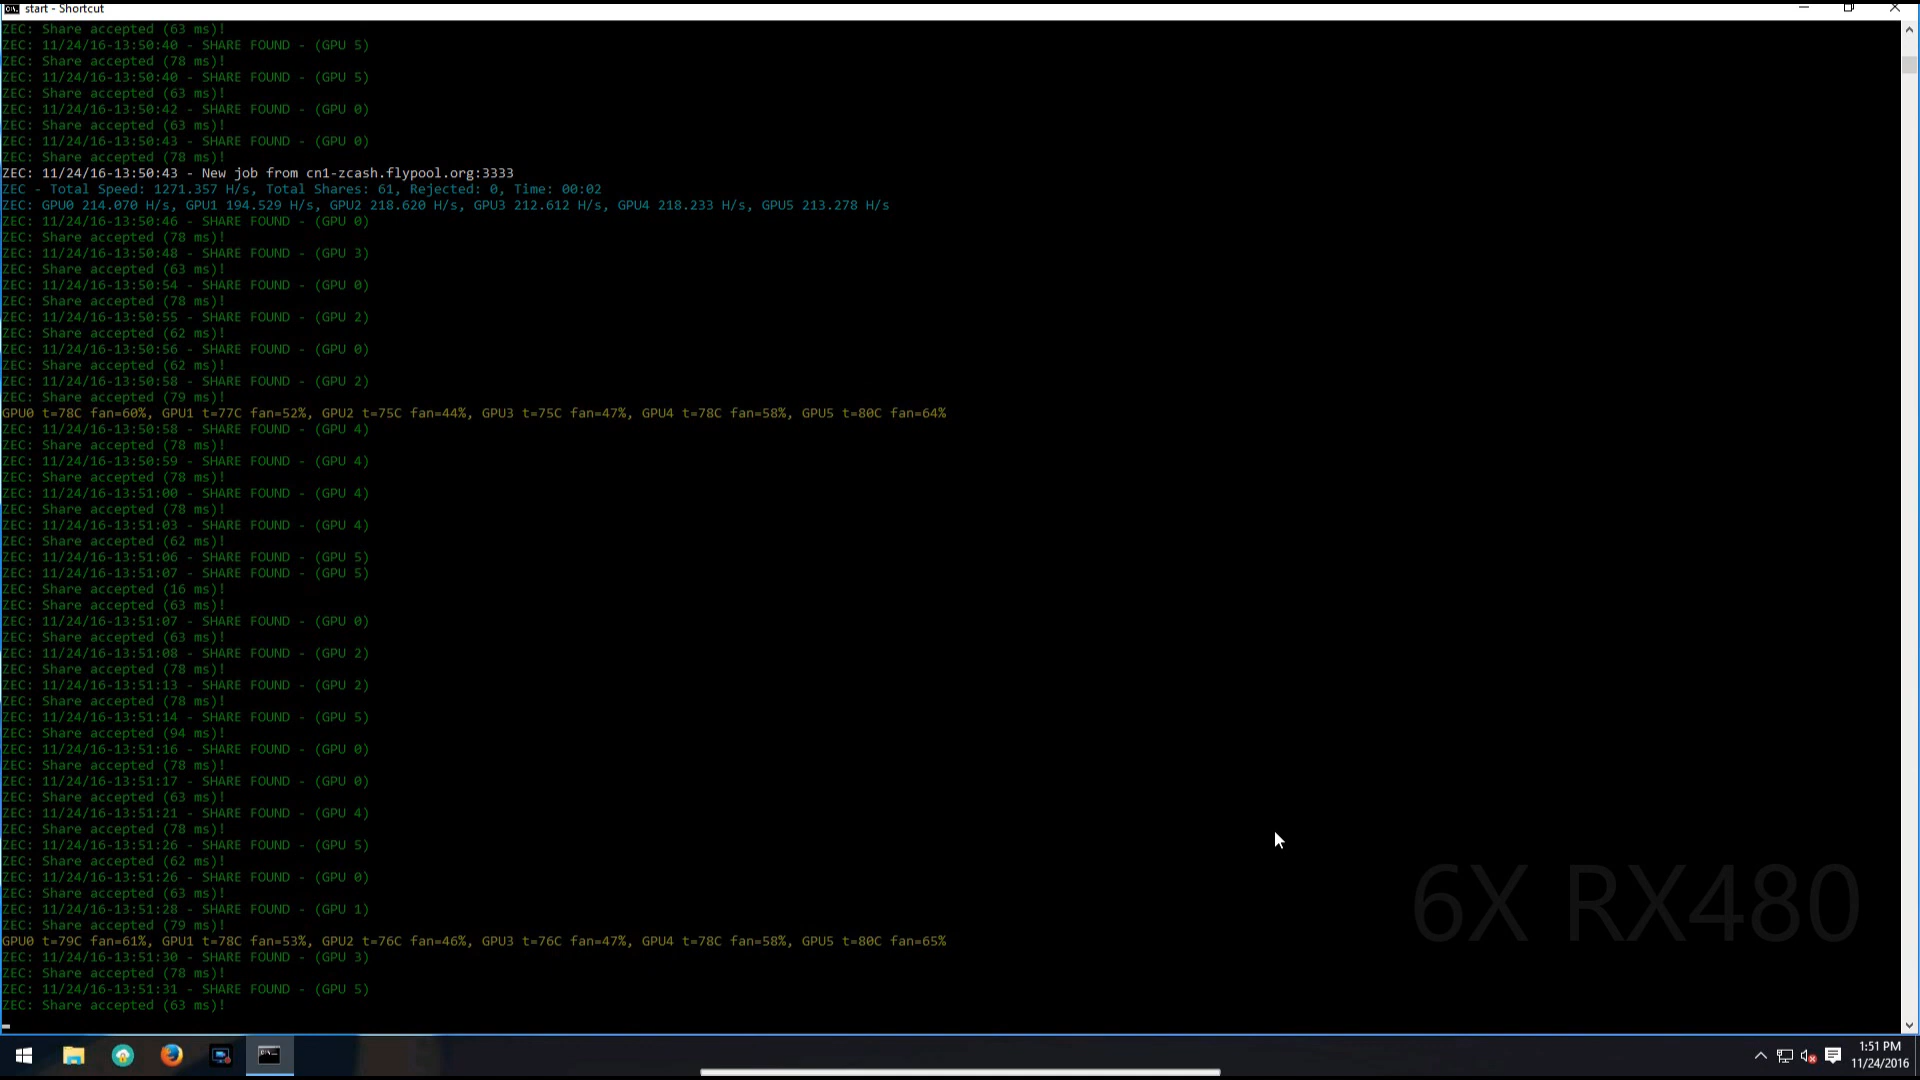 start - Shortcut
ZEC: Share accepted (63 ms)!
ZEC: 11/24/16-13:50:40 - SHARE FOUND - (GPU 5)
ZEC: Share accepted (78 ms)!
ZEC: 11/24/16-13:50:40 - SHARE FOUND - (GPU 5)
ZEC: Share accepted (63 ms)!
ZEC: 11/24/16-13:50:42 - SHARE FOUND - (GPU 0)
ZEC: Share accepted (63 ms)!
ZEC: 11/24/16-13:50:43 - SHARE FOUND - (GPU 0)
ZEC: Share accepted (78 ms)!
ZEC: 11/24/16-13:50:43 - New job from cn1-zcash.flypool.org:3333
ZEC - Total Speed: 1271.357 H/s, Total Shares: 61, Rejected: 0, Time: 00:02
ZEC: GPU0 214.070 H/s, GPU1 194.529 H/s, GPU2 218.620 H/s, GPU3 212.612 H/s, GPU4 218.233 H/s, GPU5 213.278 H/s
ZEC: 11/24/16-13:50:46 - SHARE FOUND - (GPU 0)
ZEC: Share accepted (78 ms)!
ZEC: 11/24/16-13:50:48 - SHARE FOUND - (GPU 3)
ZEC: Share accepted (63 ms)!
ZEC: 11/24/16-13:50:54 - SHARE FOUND - (GPU 0)
ZEC: Share accepted (78 ms)!
ZEC: 11/24/16-13:50:55 - SHARE FOUND - (GPU 2)
ZEC: Share accepted (62 ms)!
ZEC: 11/24/16-13:50:56 - SHARE FOUND - (GPU 0)
ZEC: Share accepted (62 ms)!
ZEC: 11/24/16-13:50:58 - SHARE FOUND - (GPU 2)
ZEC: Share accepted (79 ms)!
GPU0 t=78C fan=60%, GPU1 t=77C fan=52%, GPU2 t=75C fan=44%, GPU3 t=75C fan=47%, GPU4 t=78C fan=58%, GPU5 t=80C fan=64%
ZEC: 11/24/16-13:50:58 - SHARE FOUND - (GPU 4)
ZEC: Share accepted (78 ms)!
ZEC: 11/24/16-13:50:59 - SHARE FOUND - (GPU 4)
ZEC: Share accepted (78 ms)!
ZEC: 11/24/16-13:51:00 - SHARE FOUND - (GPU 4)
ZEC: Share accepted (78 ms)!
ZEC: 11/24/16-13:51:03 - SHARE FOUND - (GPU 4)
ZEC: Share accepted (62 ms)!
ZEC: 11/24/16-13:51:06 - SHARE FOUND - (GPU 5)
ZEC: 11/24/16-13:51:07 - SHARE FOUND - (GPU 5)
ZEC: Share accepted (16 ms)!
ZEC: Share accepted (63 ms)!
ZEC: 11/24/16-13:51:07 - SHARE FOUND - (GPU 0)
ZEC: Share accepted (63 ms)!
ZEC: 11/24/16-13:51:08 - SHARE FOUND - (GPU 2)
ZEC: Share accepted (78 ms)!
ZEC: 11/24/16-13:51:13 - SHARE FOUND - (GPU 2)
ZEC: Share accepted (78 ms)!
ZEC: 11/24/16-13:51:14 - SHARE FOUND - (GPU 5)
ZEC: Share accepted (94 ms)!
ZEC: 11/24/16-13:51:16 - SHARE FOUND - (GPU 0)
ZEC: Share accepted (78 ms)!
ZEC: 11/24/16-13:51:17 - SHARE FOUND - (GPU 0)
ZEC: Share accepted (63 ms)!
ZEC: 11/24/16-13:51:21 - SHARE FOUND - (GPU 4)
ZEC: Share accepted (78 ms)!
ZEC: 11/24/16-13:51:26 - SHARE FOUND - (GPU 5)
ZEC: Share accepted (62 ms)!
ZEC: 11/24/16-13:51:26 - SHARE FOUND - (GPU 0)
ZEC: Share accepted (63 ms)!
ZEC: 11/24/16-13:51:28 - SHARE FOUND - (GPU 1)
ZEC: Share accepted (79 ms)!
GPU0 t=79C fan=61%, GPU1 t=78C fan=53%, GPU2 t=76C fan=46%, GPU3 t=76C fan=47%, GPU4 t=78C fan=58%, GPU5 t=80C fan=65%
ZEC: 11/24/16-13:51:30 - SHARE FOUND - (GPU 3)
ZEC: Share accepted (78 ms)!
ZEC: 11/24/16-13:51:31 - SHARE FOUND - (GPU 5)
ZEC: Share accepted (63 ms)!
6X RX480
1:51 PM
11/24/2016